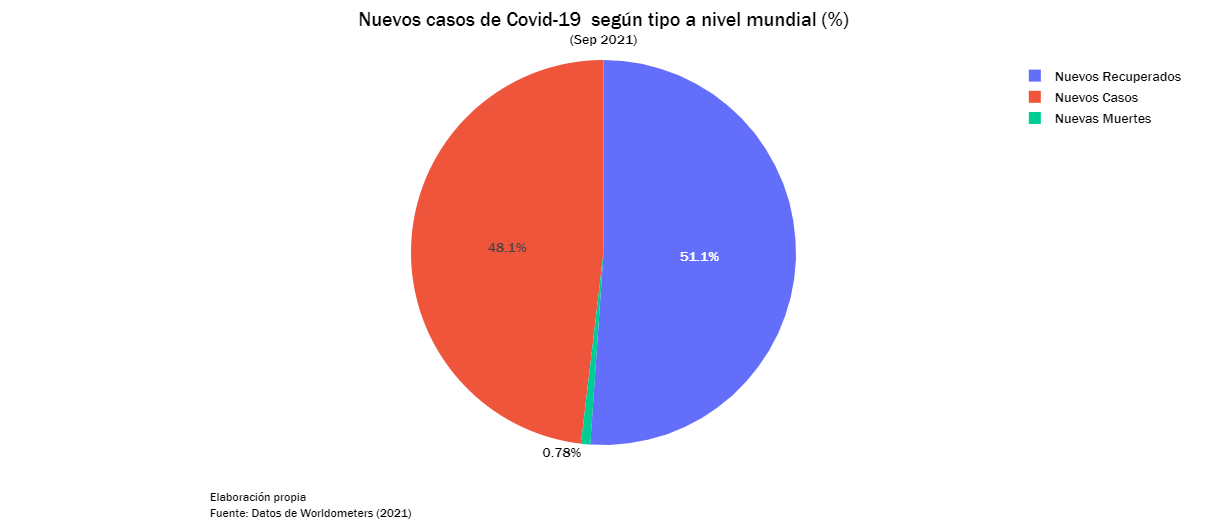 Nuevos casos de Covid-19  según tipo a nivel mundial (%)
(Sep 2021)
Nuevos Recuperados
Nuevos Casos
Nuevas Muertes
48.1%
51.1%
0.78%
Elaboración propia
Fuente: Datos de Worldometers (2021)